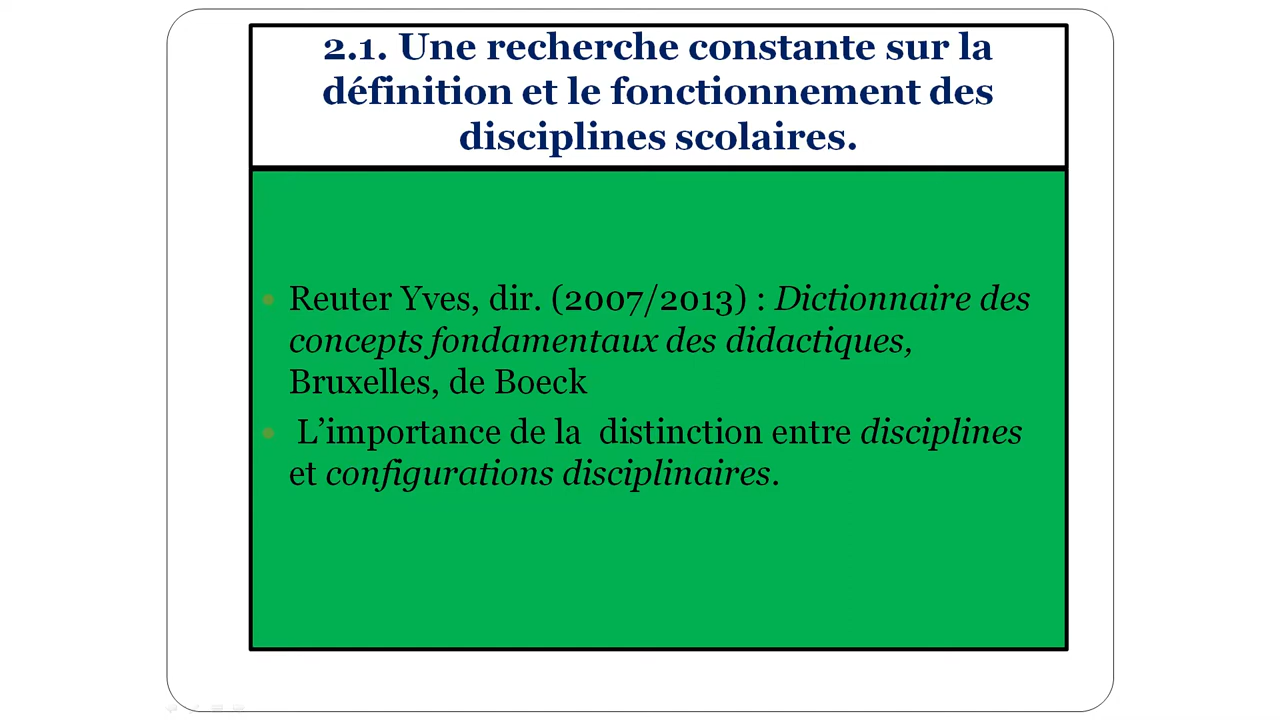 2.1. Une recherche constante sur la
définition et le fonctionnement des
disciplines scolaires.
• Reuter Yves, dir. (2007/2013) : Dictionnaire des
concepts fondamentaux des didactiques,
Bruxelles, de Boeck
• L’importance de la  distinction entre disciplines
et configurations disciplinaires.